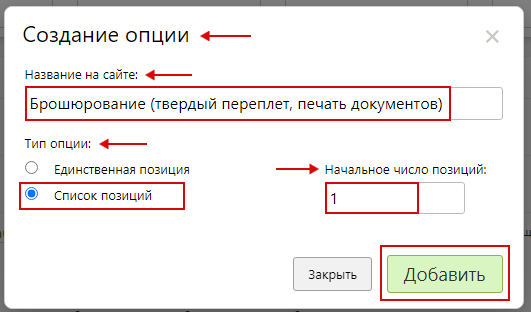 Создание опции
Название на сайте:
Брошюрование (твердый переплет, печать документов)
Тип опции:
Единственная позиция
Начальное число позиций:
Список позиций
1
Закрыть
Добавить